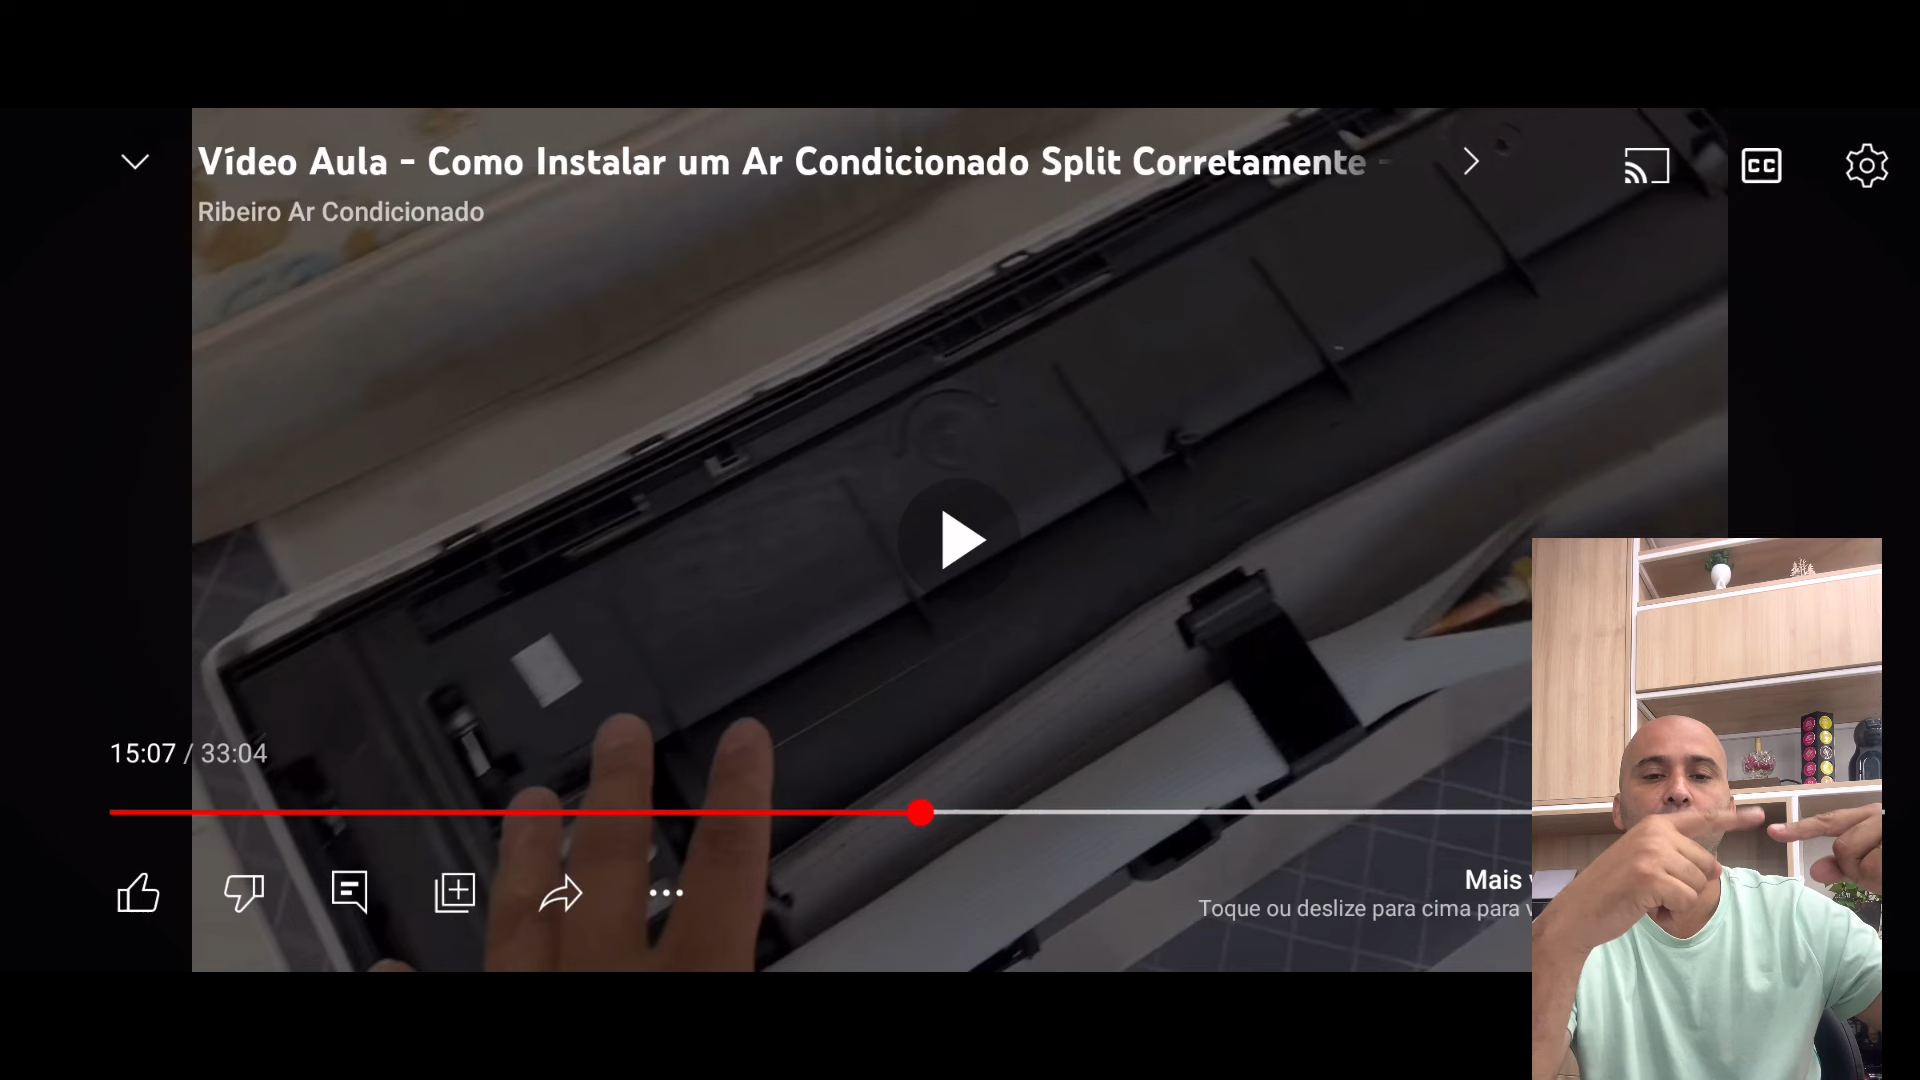 Vídeo Aula - Como Instalar um Ar Condicionado Split Corretamente -
Ribeiro Ar Condicionado
CC
15:07 / 33:04
Mais
Toque ou deslize para cima para